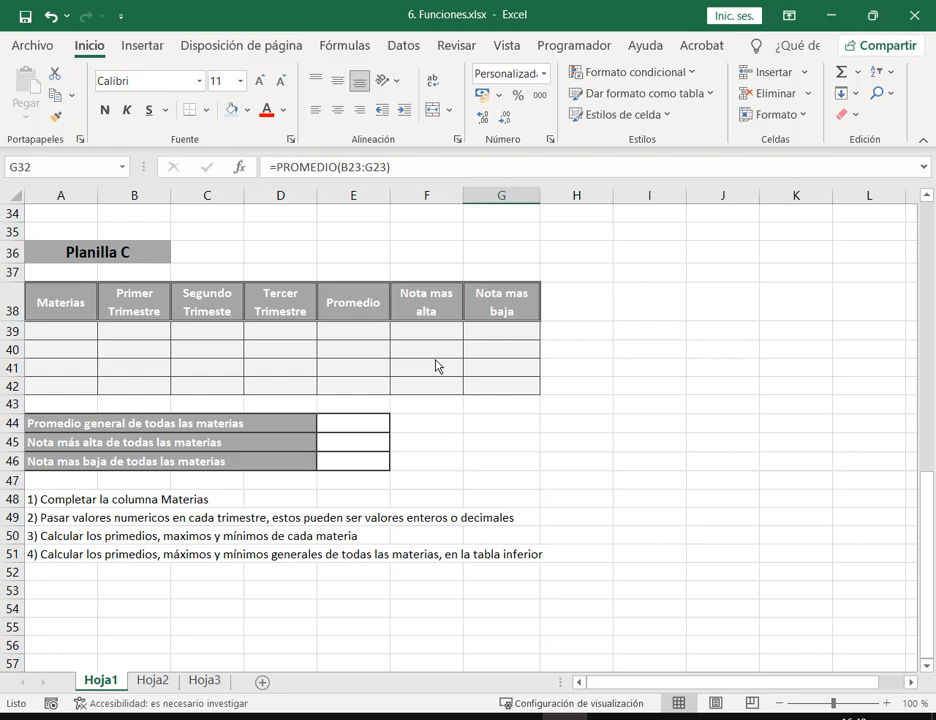 6. Funciones.xlsx - Excel
Inic. ses.
Archivo Inicio Insertar Disposición de página Fórmulas Datos Revisar Vista Programador Ayuda Acrobat ¿Qué de Compartir
Pegar
Calibri 11
N K S
ab
c
Personalizad
% 000
Formato condicional
Dar formato como tabla
Estilos de celda
Insertar
Eliminar
Formato
Portapapeles Fuente Alineación Número Estilos Celdas Edición
G32 fx =PROMEDIO(B23:G23)
A B C D E F G H I J K L
34
35
36 Planilla C
37
38 Materias Primer Trimestre Segundo Trimeste Tercer Trimestre Promedio Nota mas alta Nota mas baja
39
40
41
42
43
44 Promedio general de todas las materias
45 Nota más alta de todas las materias
46 Nota mas baja de todas las materias
47
48 1) Completar la columna Materias
49 2) Pasar valores numericos en cada trimestre, estos pueden ser valores enteros o decimales
50 3) Calcular los primedios, maximos y mínimos de cada materia
51 4) Calcular los primedios, máximos y mínimos generales de todas las materias, en la tabla inferior
52
53
54
55
56
57
Hoja1 Hoja2 Hoja3
Listo Accesibilidad: es necesario investigar Configuración de visualización 100 %